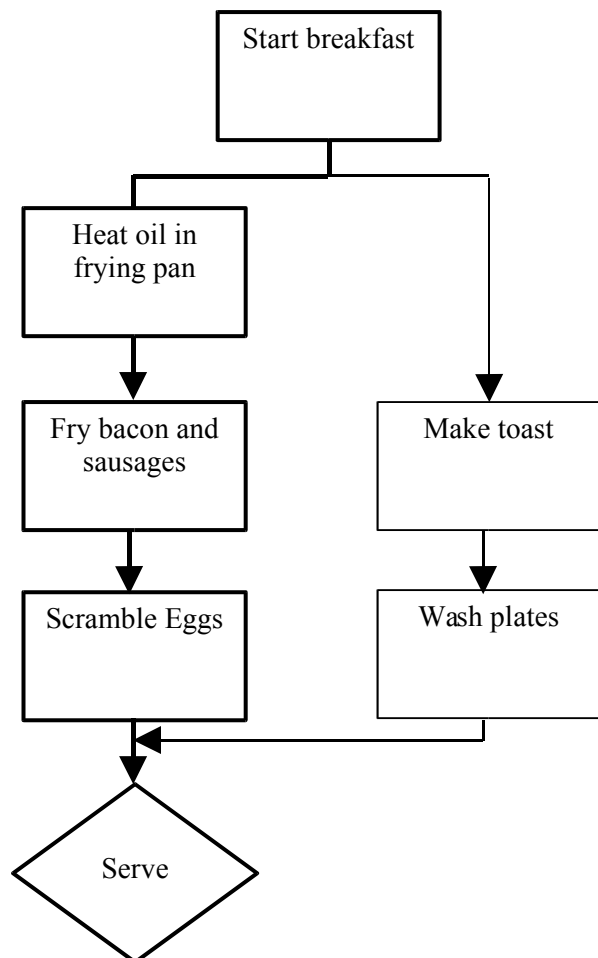 Start breakfast
Heat oil in
frying pan
Fry bacon and
sausages
Make toast
Scramble Eggs
Wash plates
Serve